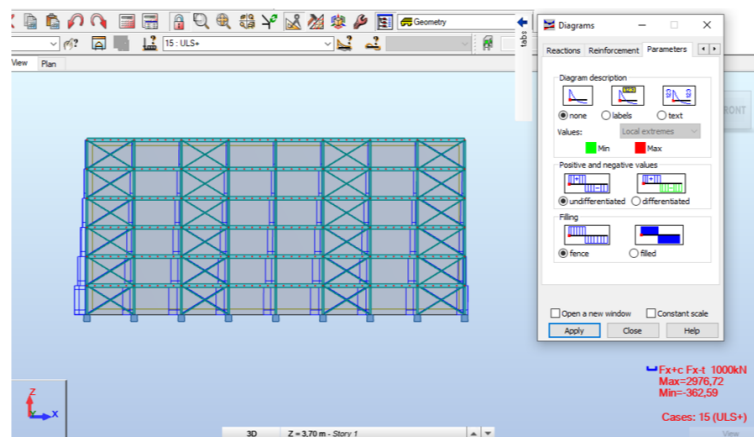 Geometry
15 : ULS+
View Plan
tabs
Diagrams
Reactions Reinforcement Parameters
Diagram description
none labels text
Values: Local extremes
Min Max
Positive and negative values
undifferentiated differentiated
Filling
fence filled
Open a new window Constant scale
Apply Close Help
RONT
Fx+c Fx-t 1000kN
Max=2976,72
Min=-362,59
Cases: 15 (ULS+)
Z
X
3D Z = 3,70 m - Story 1
View